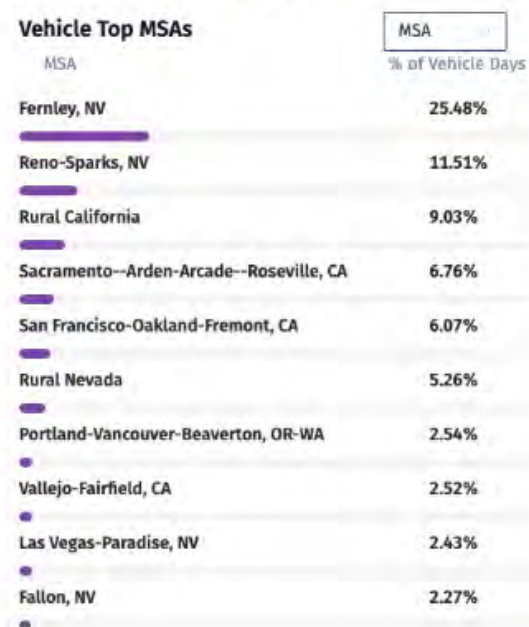 Vehicle Top MSAs
MSA
MSA
% of Vehicle Days
Fernley, NV 25.48%
Reno-Sparks, NV 11.51%
Rural California 9.03%
Sacramento--Arden-Arcade--Roseville, CA 6.76%
San Francisco-Oakland-Fremont, CA 6.07%
Rural Nevada 5.26%
Portland-Vancouver-Beaverton, OR-WA 2.54%
Vallejo-Fairfield, CA 2.52%
Las Vegas-Paradise, NV 2.43%
Fallon, NV 2.27%